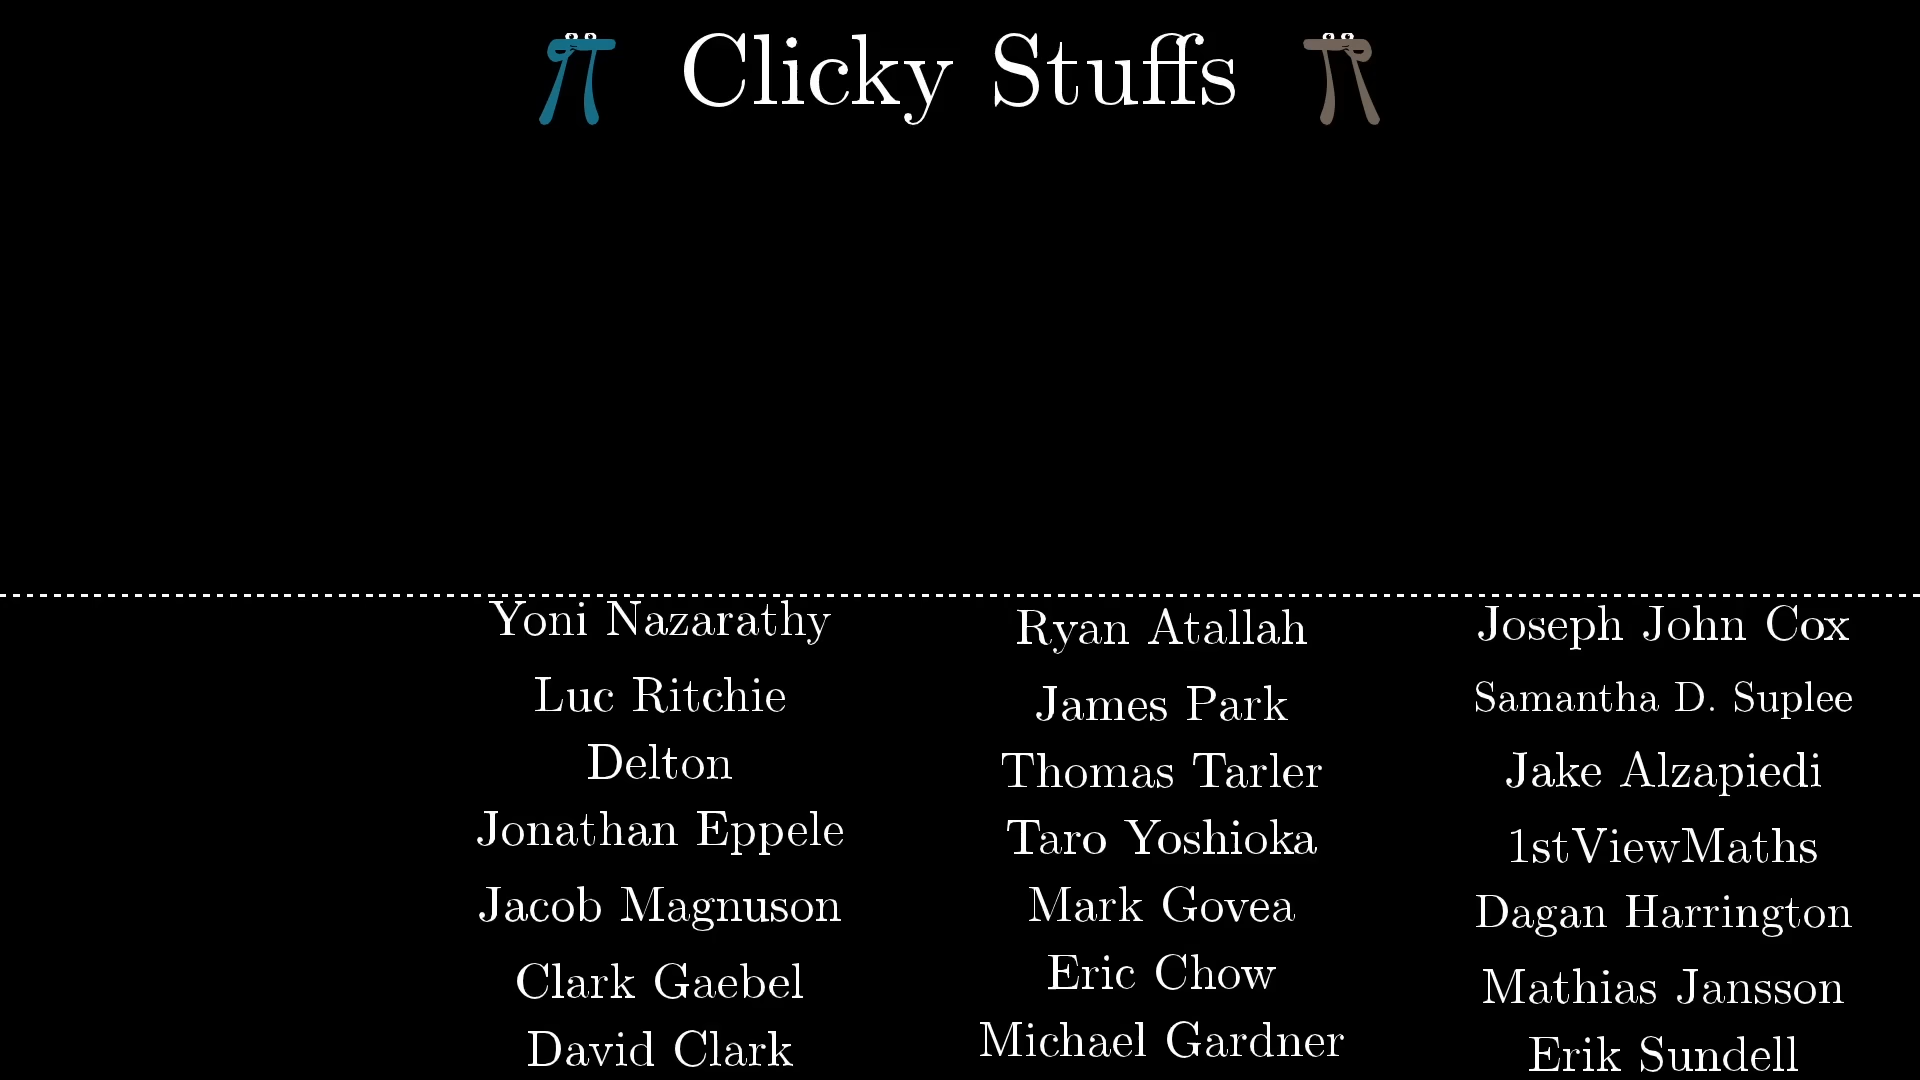 Clicky Stuffs
Yoni Nazarathy
Luc Ritchie
Delton
Jonathan Eppele
Jacob Magnuson
Clark Gaebel
David Clark
Ryan Atallah
James Park
Thomas Tarler
Taro Yoshioka
Mark Govea
Eric Chow
Michael Gardner
Joseph John Cox
Samantha D. Suplee
Jake Alzapiedi
1stViewMaths
Dagan Harrington
Mathias Jansson
Erik Sundell